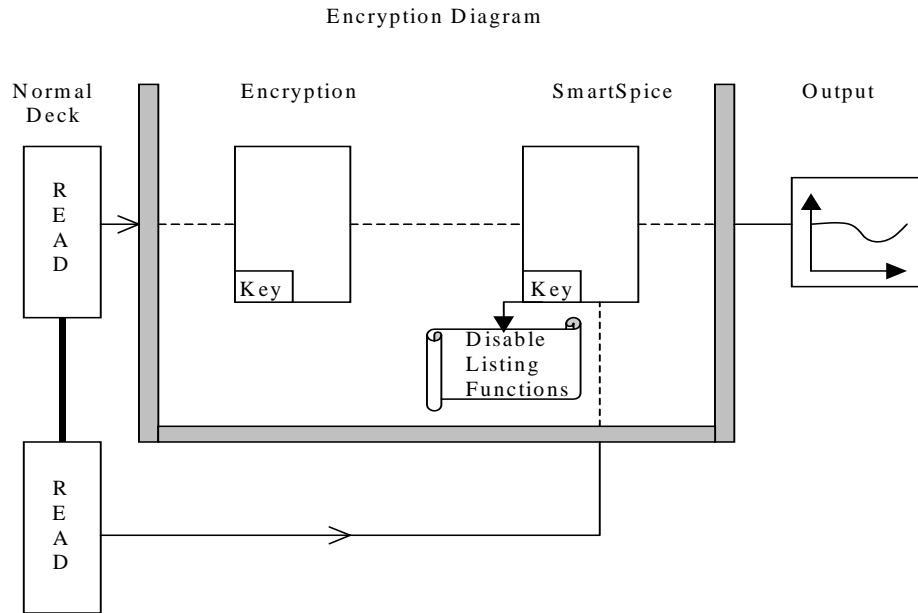 Encryption Diagram
Normal
Deck
Encryption
SmartSpice
Output
R
E
A
D
Key
Key
Disable
Listing
Functions
R
E
A
D